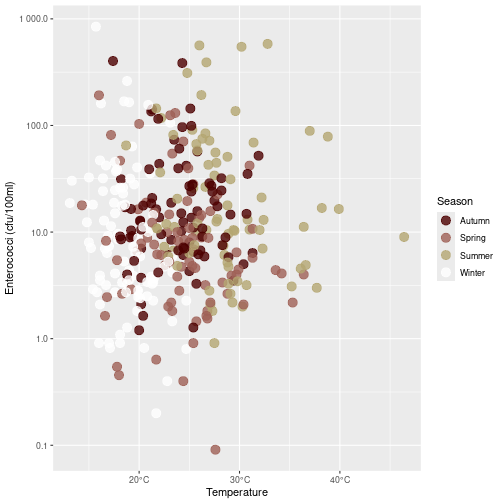 1 000.0
100.0
10.0
1.0
0.1
Enterococci (cfu/100ml)
20°C
30°C
40°C
Temperature
Season
Autumn
Spring
Summer
Winter